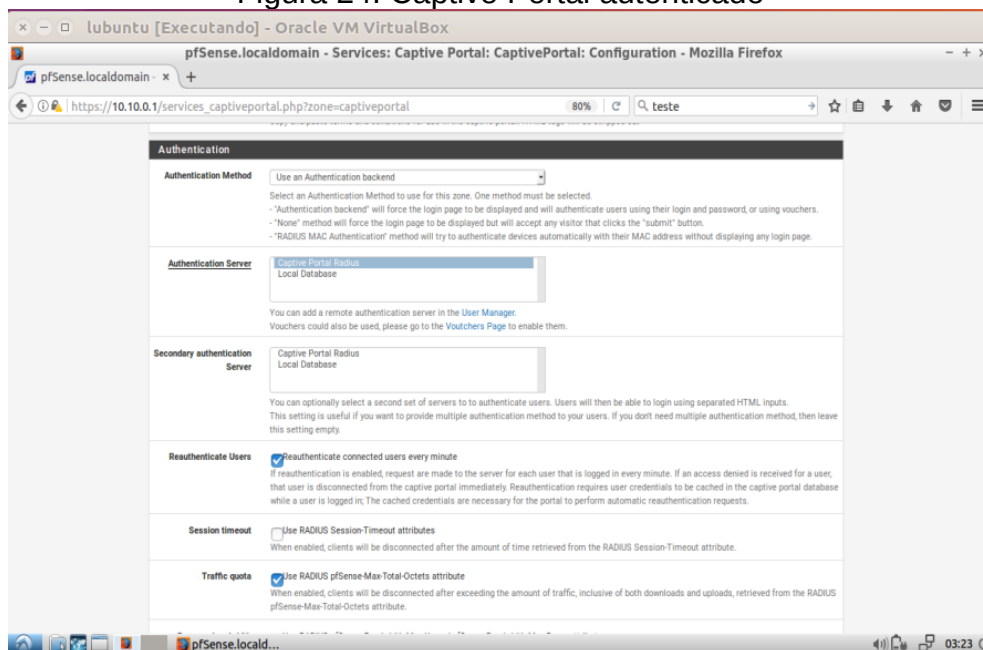 Figura 24: Captive Portal autenticado
lubuntu [Executando] - Oracle VM VirtualBox
pfSense.localdomain - Services: Captive Portal: CaptivePortal: Configuration - Mozilla Firefox
pfSense.localdomain -
https://10.10.0.1/services_captiveportal.php?zone=captiveportal
80%
teste
Authentication
Authentication Method
Use an Authentication backend
Select an Authentication Method to use for this zone. One method must be selected.
- "Authentication backend" will force the login page to be displayed and will authenticate users using their login and password, or using vouchers.
- "None" method will force the login page to be displayed but will accept any visitor that clicks the "submit" button.
- "RADIUS MAC Authentication" method will try to authenticate devices automatically with their MAC address without displaying any login page.
Authentication Server
Captive Portal Radius
Local Database
You can add a remote authentication server in the User Manager.
Vouchers could also be used, please go to the Voutchers Page to enable them.
Secondary authentication
Server
Captive Portal Radius
Local Database
You can optionally select a second set of servers to to authenticate users. Users will then be able to login using separated HTML inputs.
This setting is useful if you want to provide multiple authentication method to your users. If you don't need multiple authentication method, then leave
this setting empty.
Reauthenticate Users
Reauthenticate connected users every minute
If reauthentication is enabled, request are made to the server for each user that is logged in every minute. If an access denied is received for a user,
that user is disconnected from the captive portal immediately. Reauthentication requires user credentials to be cached in the captive portal database
while a user is logged in; The cached credentials are necessary for the portal to perform automatic reauthentication requests.
Session timeout
Use RADIUS Session-Timeout attributes
When enabled, clients will be disconnected after the amount of time retrieved from the RADIUS Session-Timeout attribute.
Traffic quota
Use RADIUS pfSense-Max-Total-Octets attribute
When enabled, clients will be disconnected after exceeding the amount of traffic, inclusive of both downloads and uploads, retrieved from the RADIUS
pfSense-Max-Total-Octets attribute.
pfSense.locald...
03:23